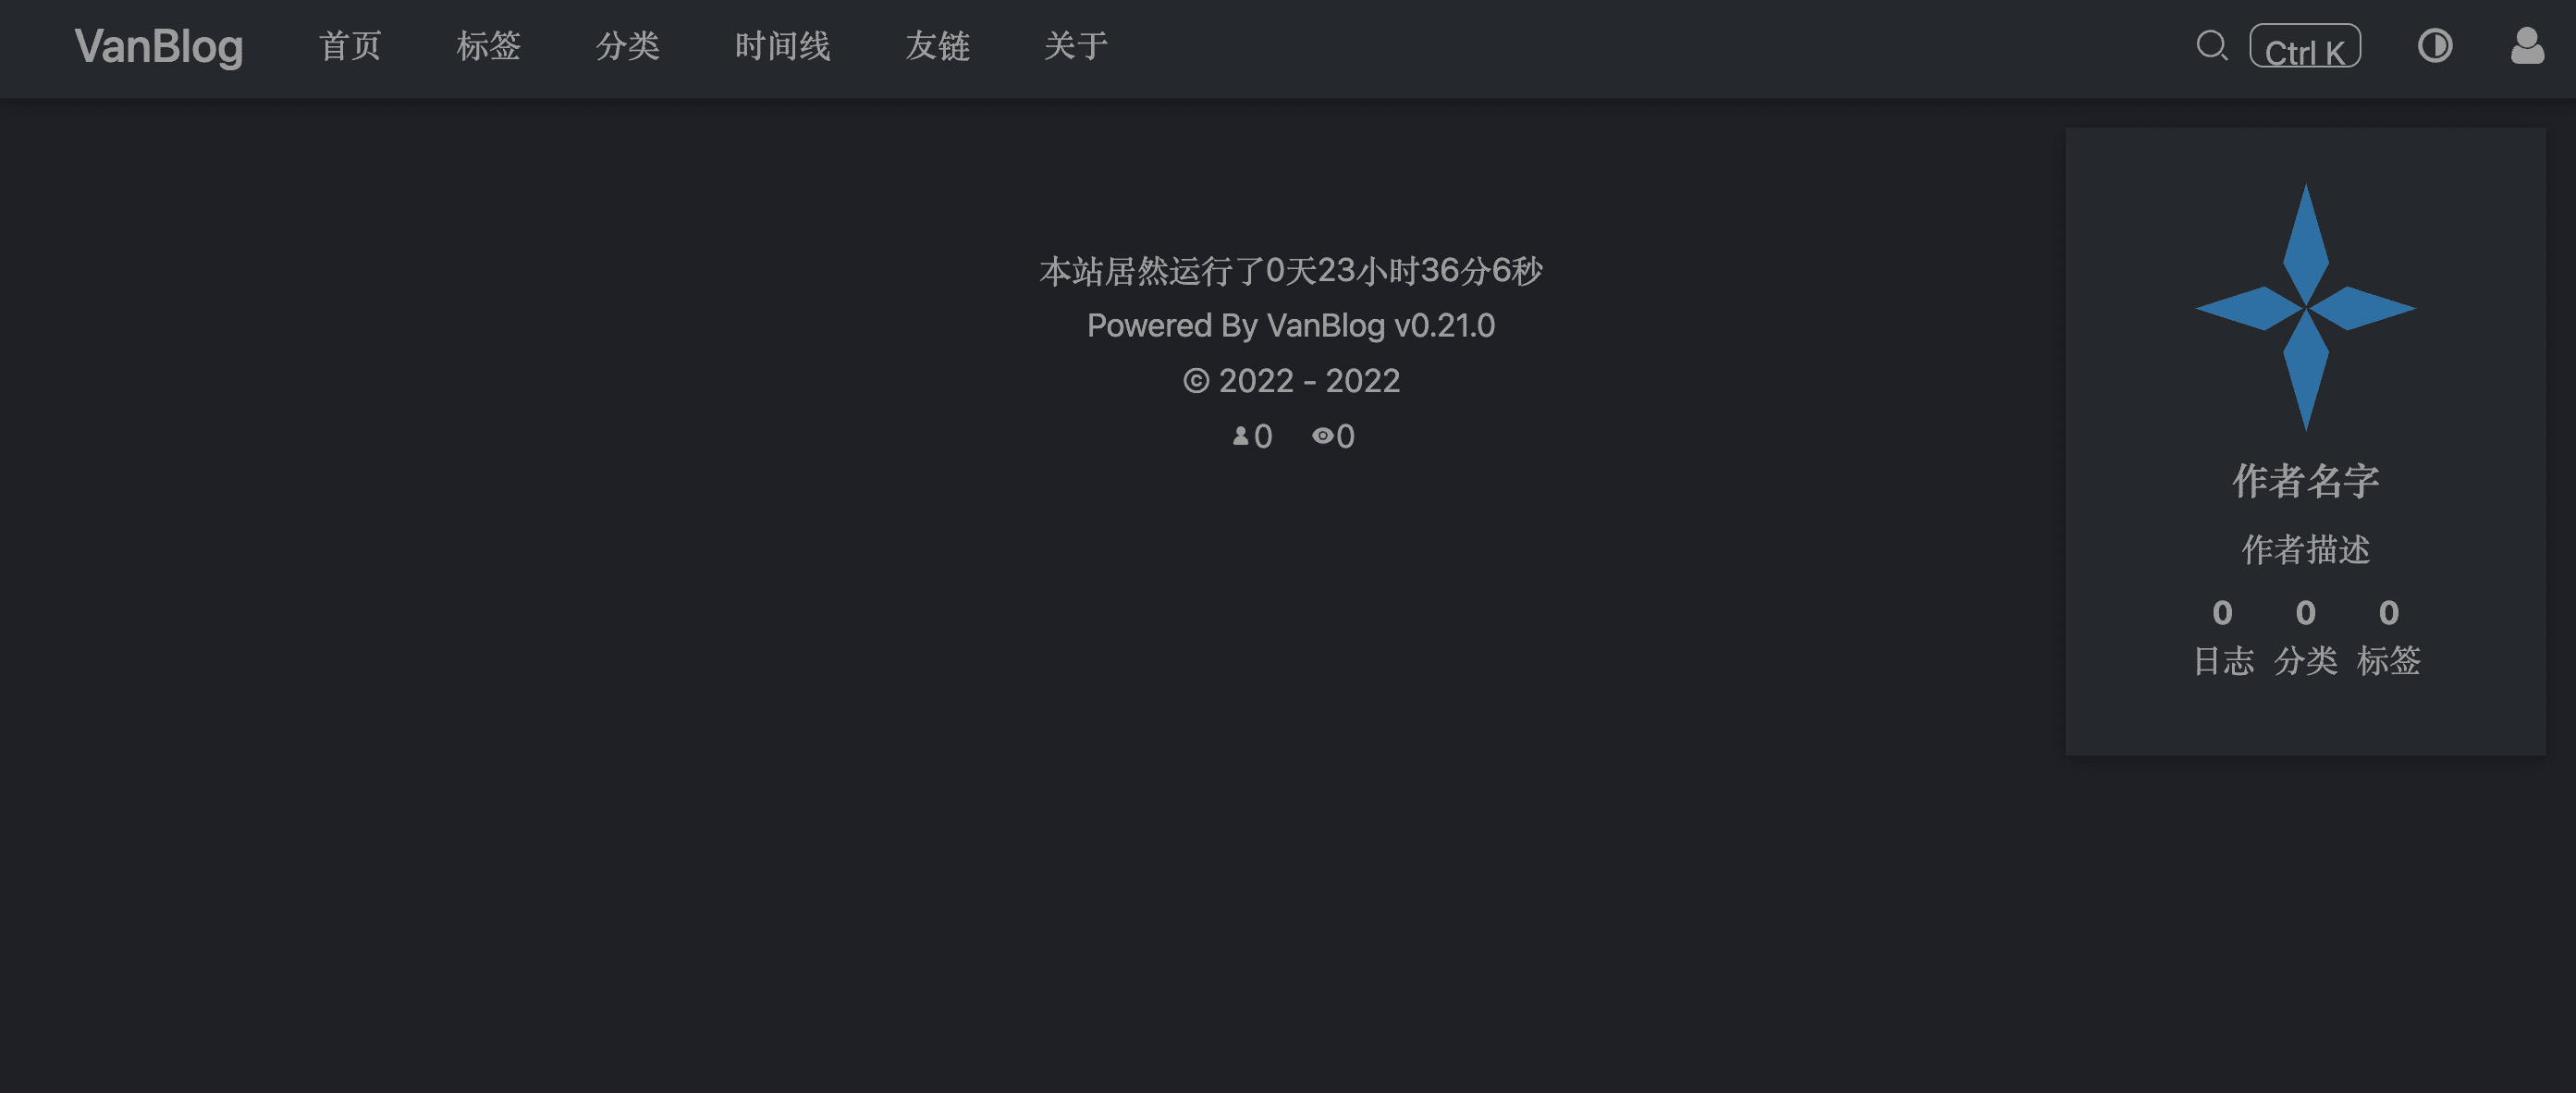 VanBlog 首页 标签 分类 时间线 友链 关于 Ctrl K
本站居然运行了0天23小时36分6秒
Powered By VanBlog v0.21.0
© 2022 - 2022
0 0
作者名字
作者描述
0 0 0
日志 分类 标签